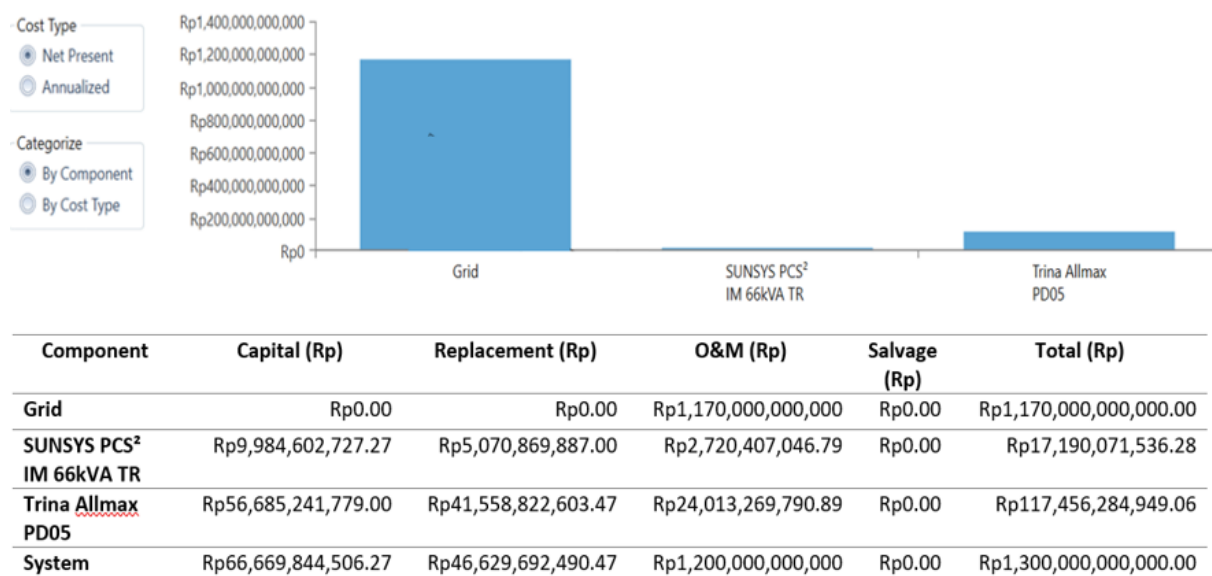 Cost Type
Net Present
Annualized
Categorize
By Component
By Cost Type
Rp1,400,000,000,000
Rp1,200,000,000,000
Rp1,000,000,000,000
Rp800,000,000,000
Rp600,000,000,000
Rp400,000,000,000
Rp200,000,000,000
Rp0
Grid
SUNSYS PCS²
IM 66kVA TR
Trina Allmax
PD05
Component Capital (Rp) Replacement (Rp) O&M (Rp) Salvage (Rp) Total (Rp)
Grid Rp0.00 Rp0.00 Rp1,170,000,000,000 Rp0.00 Rp1,170,000,000,000.00
SUNSYS PCS² Rp9,984,602,727.27 Rp5,070,869,887.00 Rp2,720,407,046.79 Rp0.00 Rp17,190,071,536.28
IM 66kVA TR
Trina Allmax Rp56,685,241,779.00 Rp41,558,822,603.47 Rp24,013,269,790.89 Rp0.00 Rp117,456,284,949.06
PD05
System Rp66,669,844,506.27 Rp46,629,692,490.47 Rp1,200,000,000,000 Rp0.00 Rp1,300,000,000,000.00